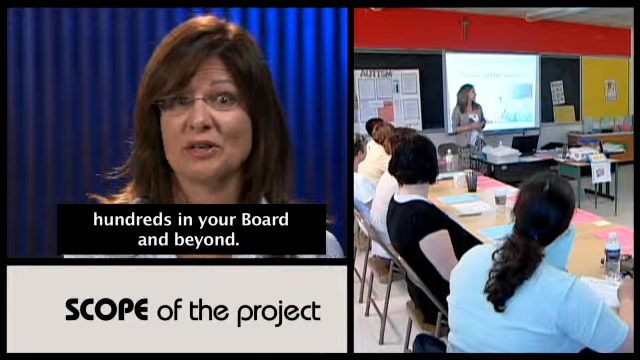 hundreds in your Board
and beyond.
SCOPE of the project
AUTISM